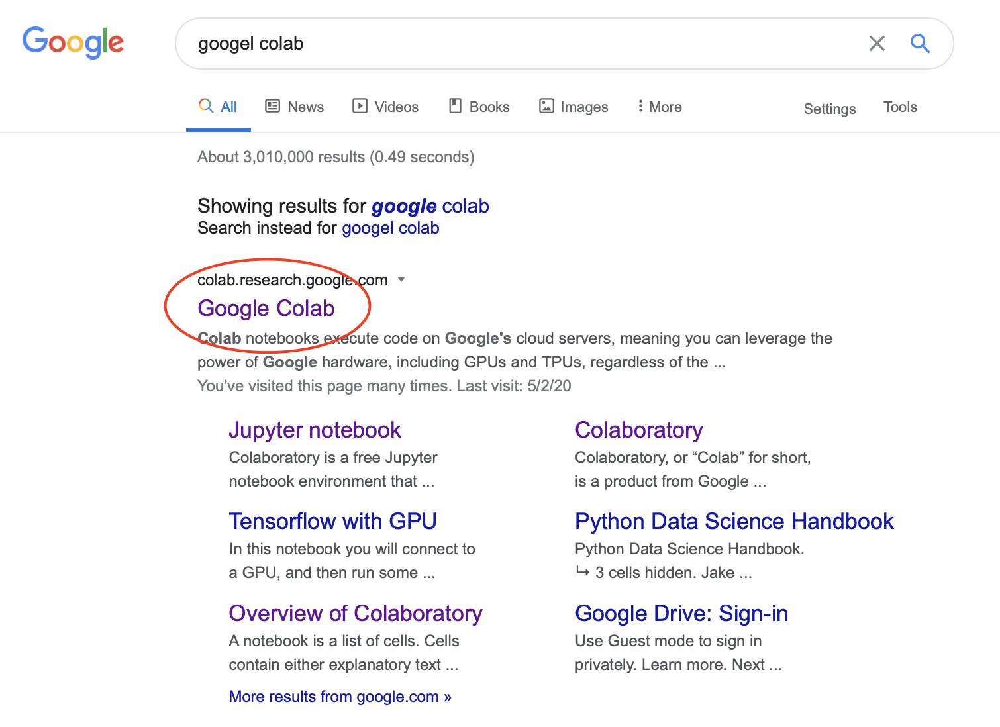 Google
googel colab
All
News
Videos
Books
Images
More
Settings
Tools
About 3,010,000 results (0.49 seconds)
Showing results for google colab
Search instead for googel colab
colab.research.google.com
Google Colab
Colab notebooks execute code on Google's cloud servers, meaning you can leverage the
power of Google hardware, including GPUs and TPUs, regardless of the ...
You've visited this page many times. Last visit: 5/2/20
Jupyter notebook
Colaboratory is a free Jupyter
notebook environment that ...
Colaboratory
Colaboratory, or “Colab” for short,
is a product from Google ...
Tensorflow with GPU
In this notebook you will connect to
a GPU, and then run some ...
Python Data Science Handbook
Python Data Science Handbook.
↳ 3 cells hidden. Jake ...
Overview of Colaboratory
A notebook is a list of cells. Cells
contain either explanatory text ...
Google Drive: Sign-in
Use Guest mode to sign in
privately. Learn more. Next ...
More results from google.com »